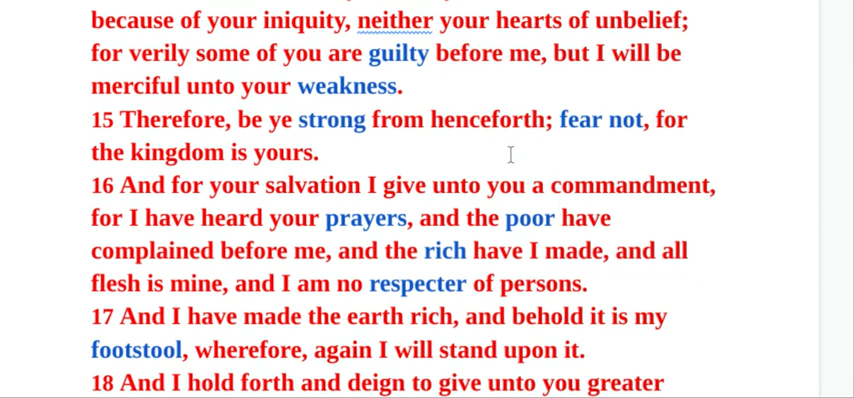 because of your iniquity, neither your hearts of unbelief;
for verily some of you are guilty before me, but I will be
merciful unto your weakness.
15 Therefore, be ye strong from henceforth; fear not, for
the kingdom is yours.
16 And for your salvation I give unto you a commandment,
for I have heard your prayers, and the poor have
complained before me, and the rich have I made, and all
flesh is mine, and I am no respecter of persons.
17 And I have made the earth rich, and behold it is my
footstool, wherefore, again I will stand upon it.
18 And I hold forth and deign to give unto you greater